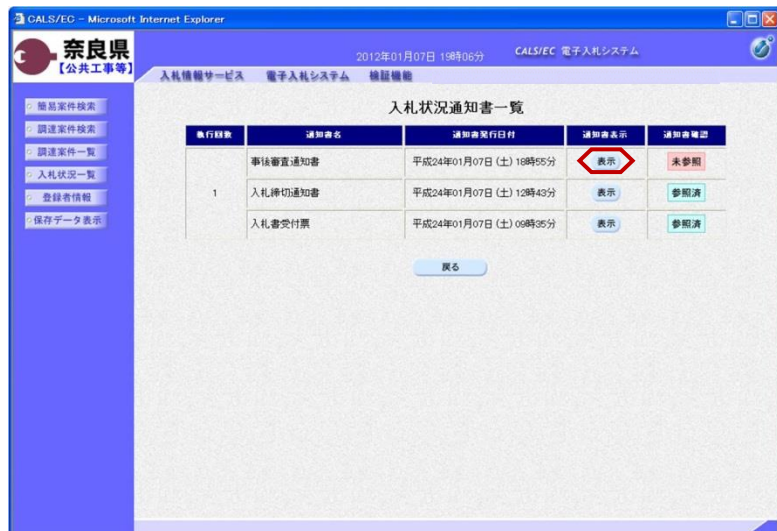 CALS/EC - Microsoft Internet Explorer
奈良県
【公共工事等】
2012年01月07日 19時06分
CALS/EC 電子入札システム
入札情報サービス 電子入札システム 検証機能
簡易案件検索
調達案件検索
調達案件一覧
入札状況一覧
登録者情報
保存データ表示
入札状況通知書一覧
執行回数 通知書名 通知書発行日付 通知書表示 通知書確認
事後審査通知書 平成24年01月07日 (土) 18時55分 表示 未参照
1 入札締切通知書 平成24年01月07日 (土) 12時43分 表示 参照済
入札書受付票 平成24年01月07日 (土) 09時35分 表示 参照済
戻る